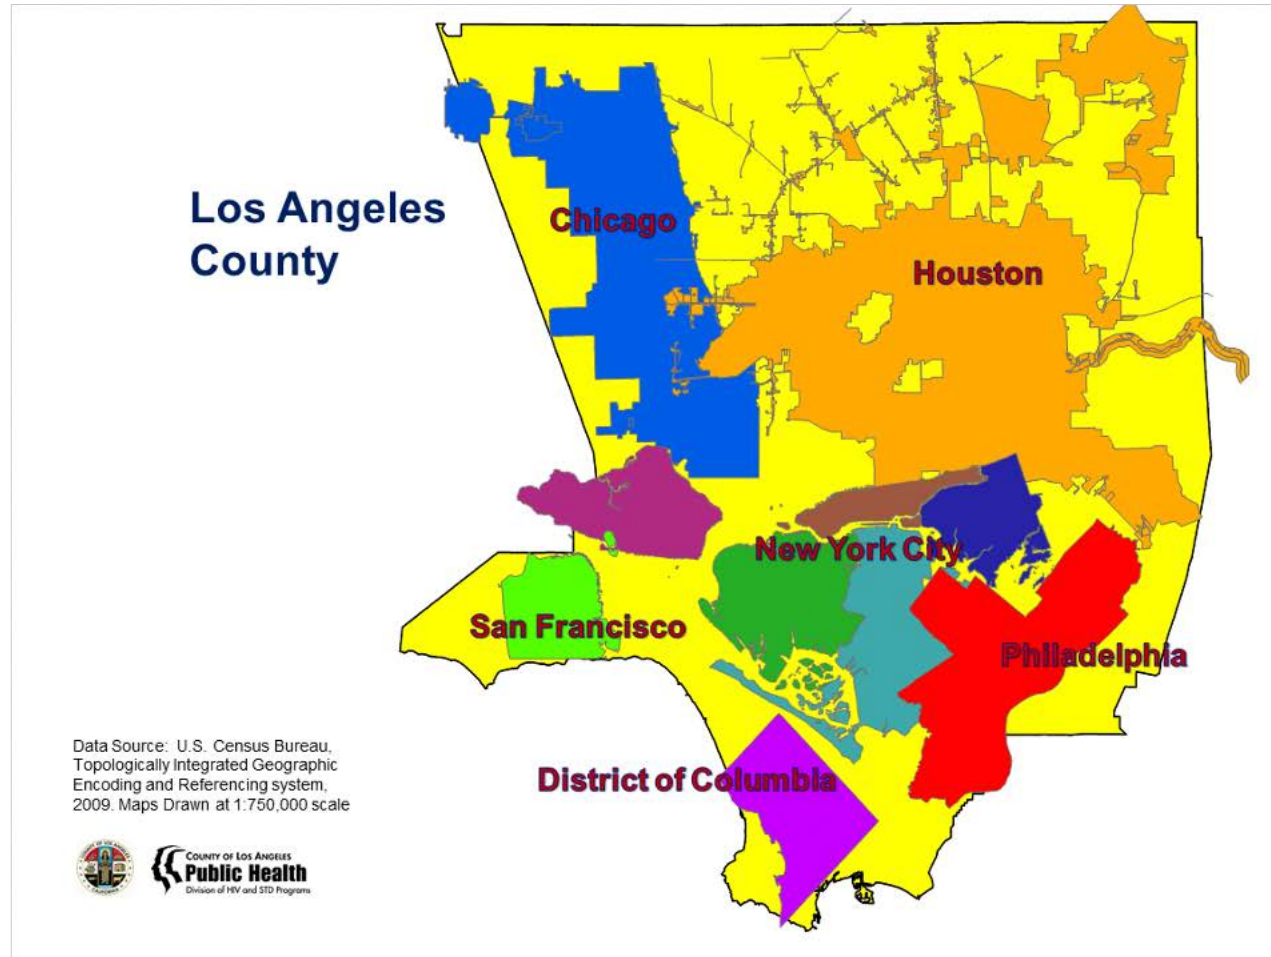 Los Angeles
County
Chicago
Houston
New York City
San Francisco
Philadelphia
District of Columbia
Data Source: U.S. Census Bureau,
Topologically Integrated Geographic
Encoding and Referencing system,
2009. Maps Drawn at 1:750,000 scale
COUNTY OF LOS ANGELES
Public Health
Division of HIV and STD Programs